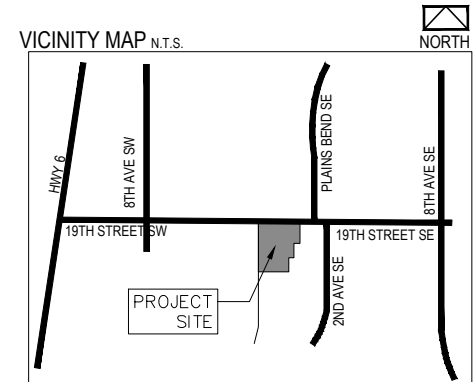 VICINITY MAP N.T.S.
NORTH
HWY 6
8TH AVE SW
PLAINS BEND SE
8TH AVE SE
19TH STREET SW
19TH STREET SE
2ND AVE SE
PROJECT
SITE